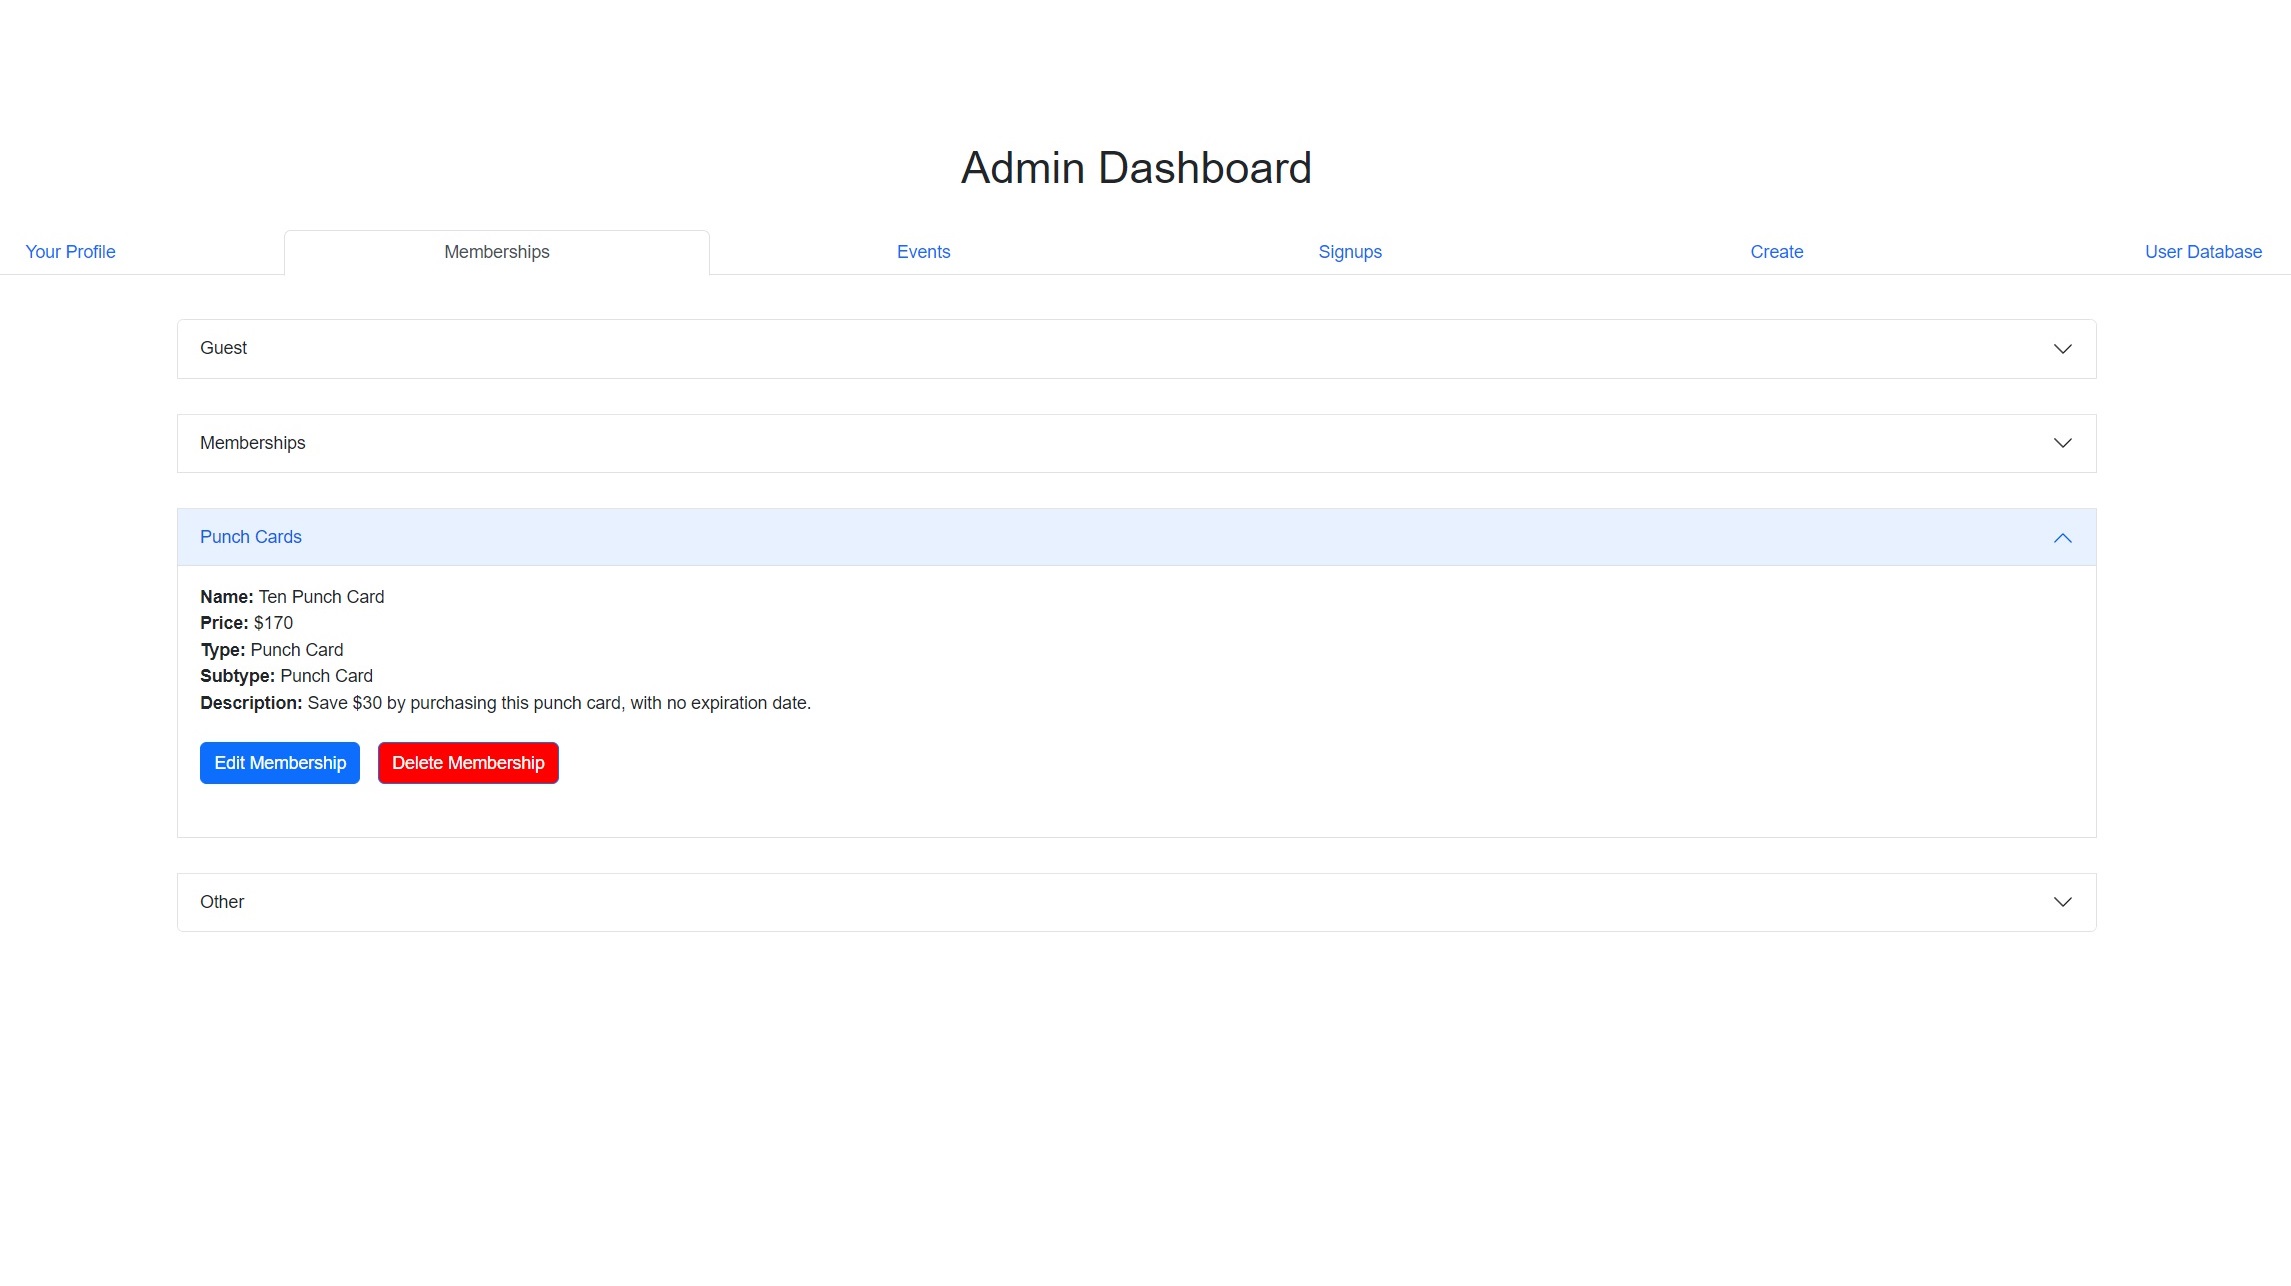 Admin Dashboard
Your Profile Memberships Events Signups Create User Database
Guest
Memberships
Punch Cards
Name: Ten Punch Card
Price: $170
Type: Punch Card
Subtype: Punch Card
Description: Save $30 by purchasing this punch card, with no expiration date.
Edit Membership Delete Membership
Other